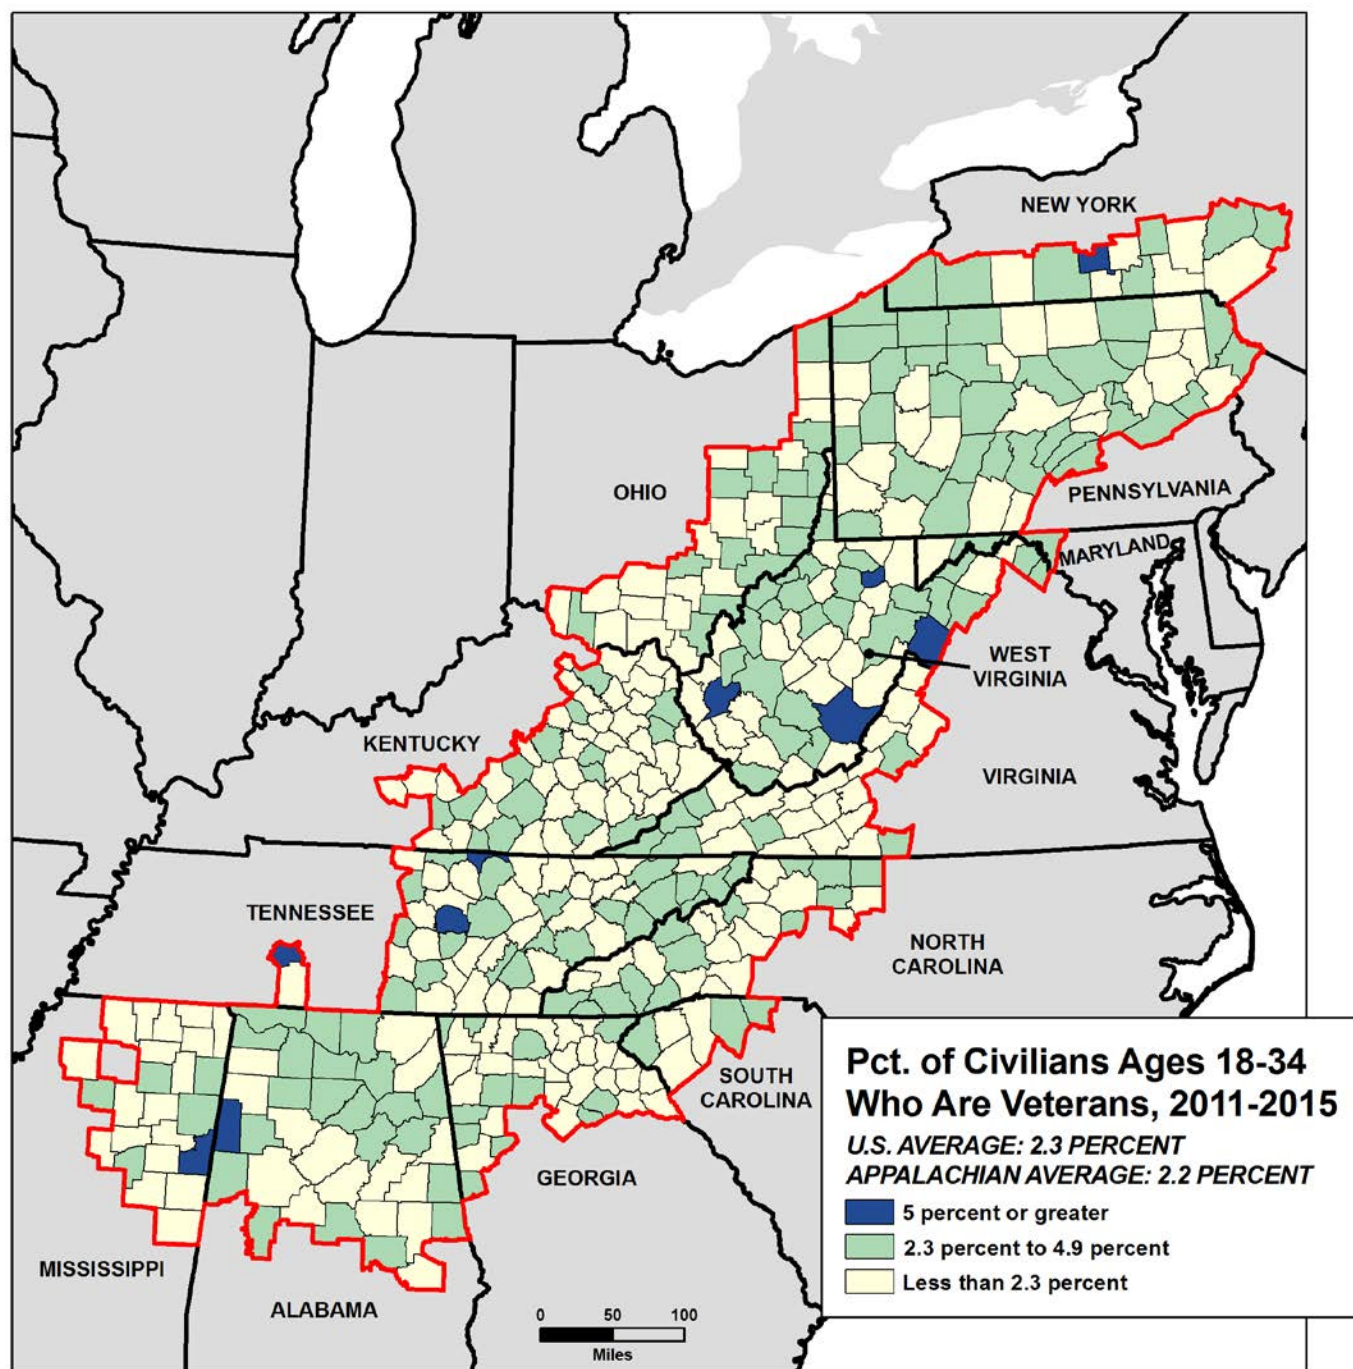 NEW YORK
OHIO
PENNSYLVANIA
MARYLAND
WEST
VIRGINIA
KENTUCKY
VIRGINIA
TENNESSEE
NORTH
CAROLINA
SOUTH
CAROLINA
GEORGIA
MISSISSIPPI
ALABAMA
0 50 100
Miles
Pct. of Civilians Ages 18-34
Who Are Veterans, 2011-2015
U.S. AVERAGE: 2.3 PERCENT
APPALACHIAN AVERAGE: 2.2 PERCENT
5 percent or greater
2.3 percent to 4.9 percent
Less than 2.3 percent